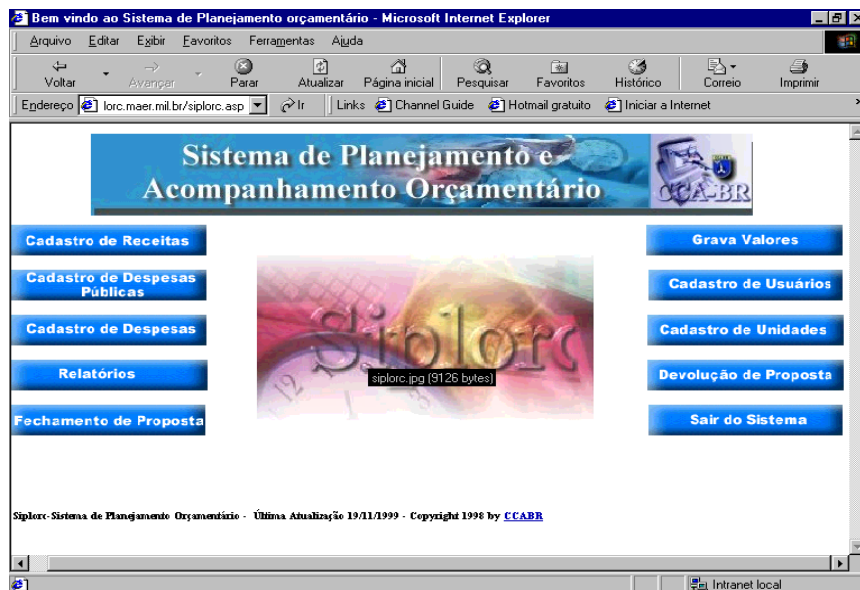 Bem vindo ao Sistema de Planejamento orçamentário - Microsoft Internet Explorer
Arquivo Editar Exibir Favoritos Ferramentas Ajuda
Voltar Avançar Parar Atualizar Página inicial Pesquisar Favoritos Histórico Correio Imprimir
Endereço lorc.maer.mil.br/siplorc.asp Ir Links Channel Guide Hotmail gratuito Iniciar a Internet
Sistema de Planejamento e
Acompanhamento Orçamentário
CCA-BR
Cadastro de Receitas
Grava Valores
Cadastro de Despesas
Públicas
Cadastro de Usuários
Cadastro de Despesas
Siplorc
Cadastro de Unidades
Relatórios
siplorc.jpg (9126 bytes)
12
Devolução de Proposta
Fechamento de Proposta
Sair do Sistema
Siplorc-Sistema de Planejamento Orçamentário - Última Atualização 19/11/1999 - Copyright 1998 by CCABR
Intranet local